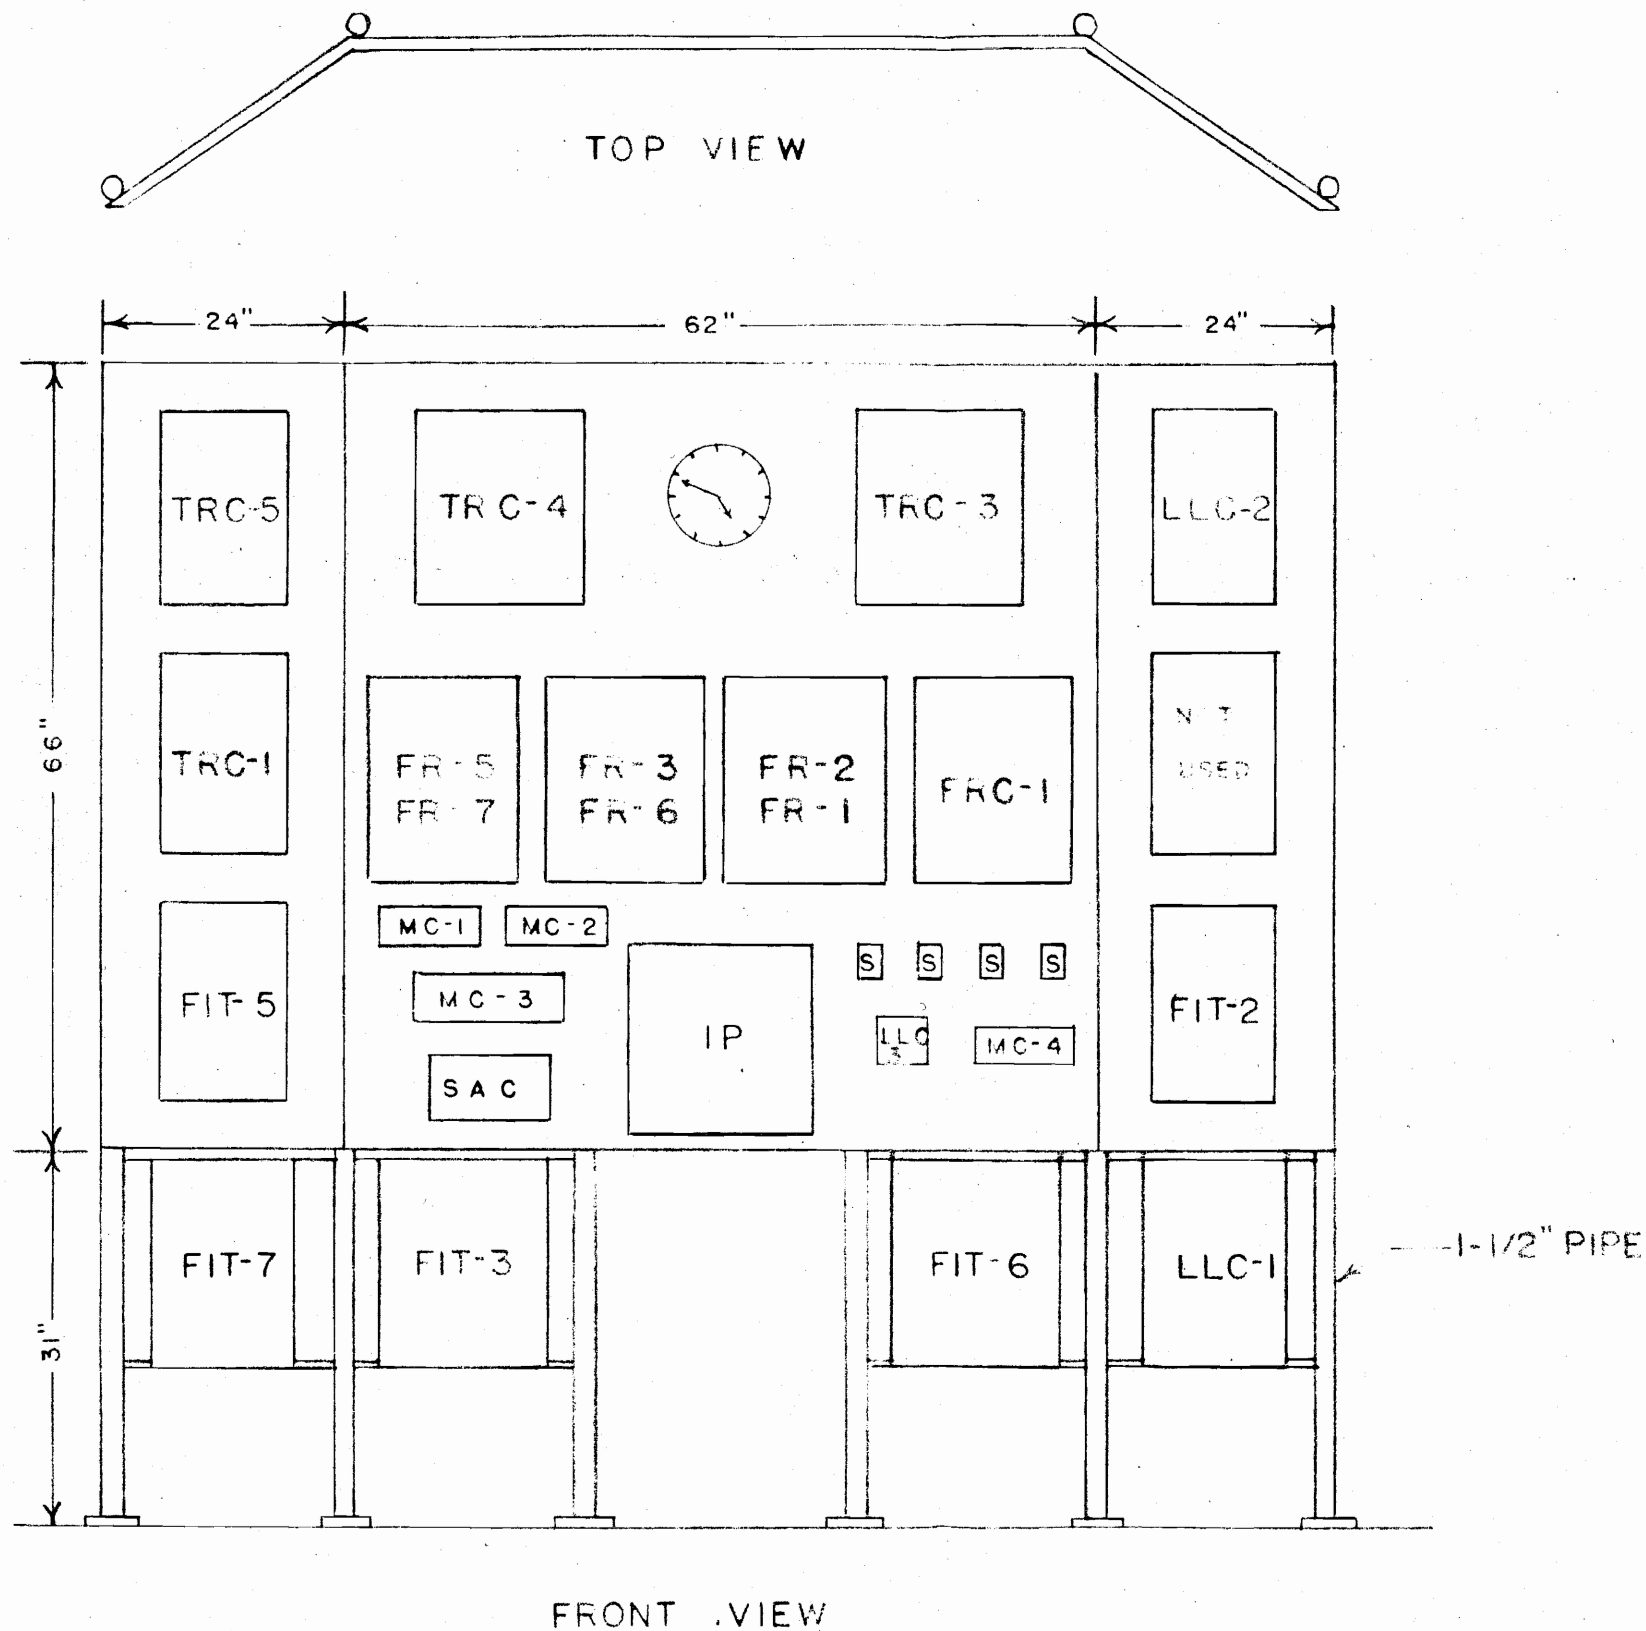 TOP VIEW
24"
62"
24"
66"
TRC-5
TRC-4
TRC-3
LLC-2
TRC-1
FR-5
FR-7
FR-3
FR-6
FR-2
FR-1
FRC-1
USED
MC-1
MC-2
S
S
S
S
FIT-5
MC-3
IP
LLC
3
MC-4
FIT-2
SAC
31"
FIT-7
FIT-3
FIT-6
LLC-1
1-1/2" PIPE
FRONT VIEW